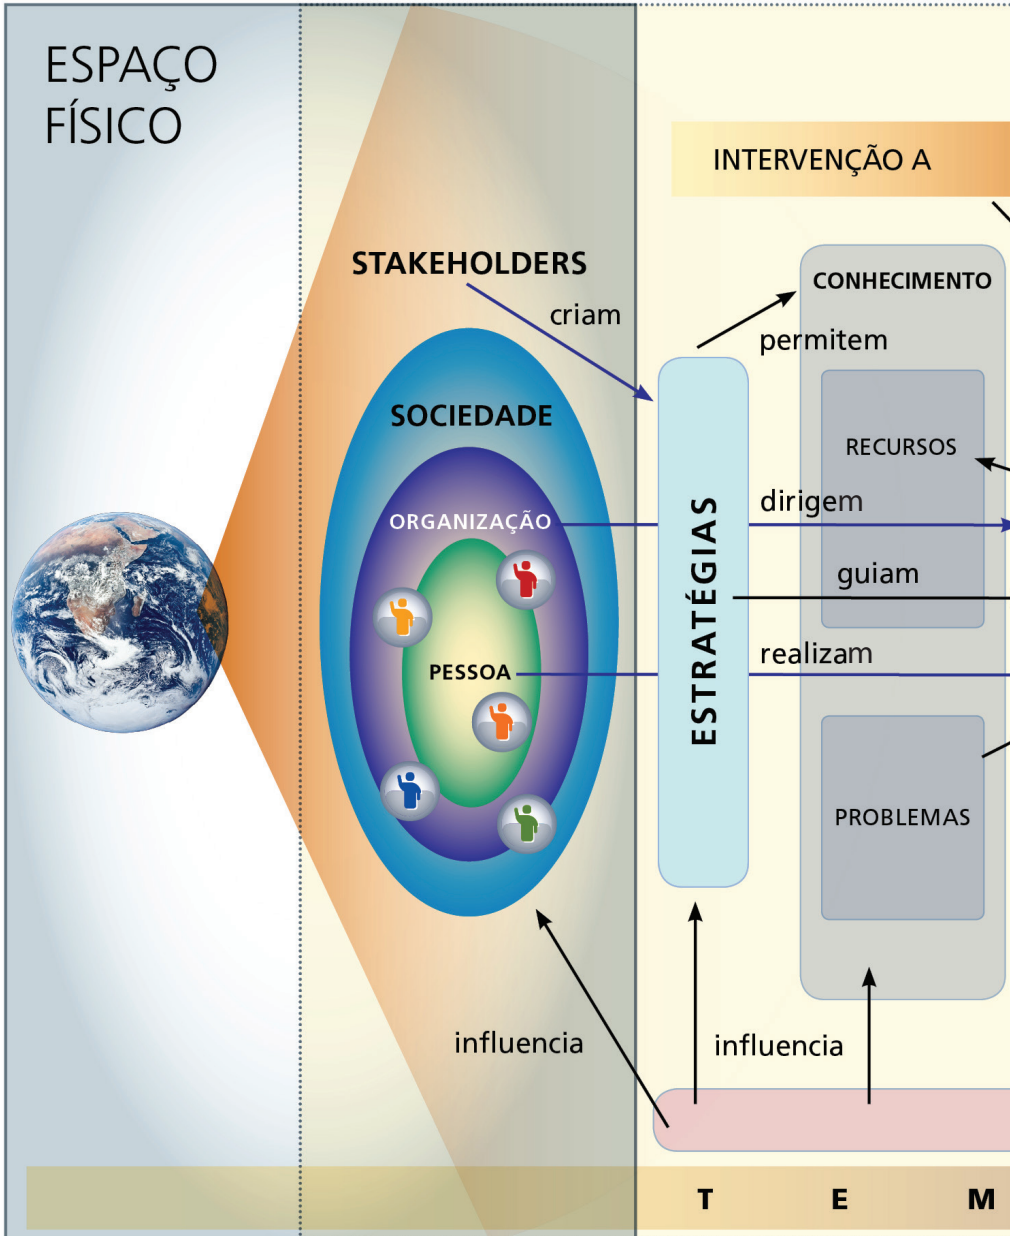 ESPAÇO
FÍSICO
INTERVENÇÃO A
STAKEHOLDERS
criam
CONHECIMENTO
permitem
SOCIEDADE
RECURSOS
ORGANIZAÇÃO
dirigem
ESTRATÉGIAS
guiam
PESSOA
realizam
PROBLEMAS
influencia
influencia
T E M